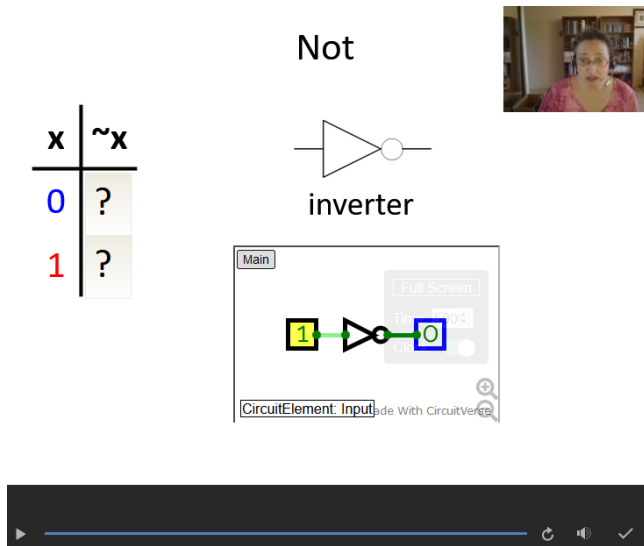 Not
x ~x
0 ?
1 ?
inverter
Main
Full Screen
1
0
CircuitElement: Input
ade With CircuitVerse